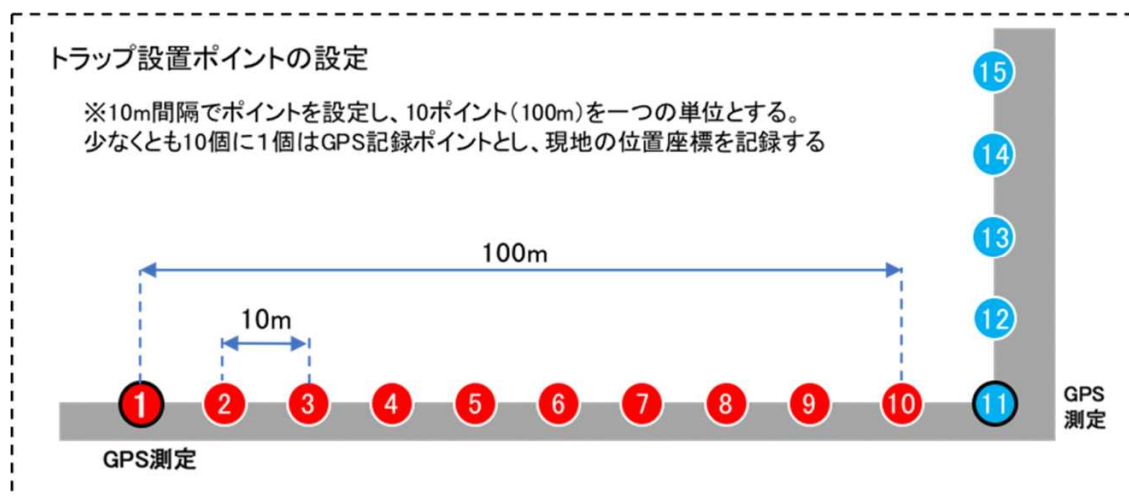 トラップ設置ポイントの設定
※10m間隔でポイントを設定し、10ポイント(100m)を一つの単位とする。
少なくとも10個に1個はGPS記録ポイントとし、現地の位置座標を記録する
15
14
13
100m
12
10m
1 2 3 4 5 6 7 8 9 10 11
GPS
測定
GPS測定